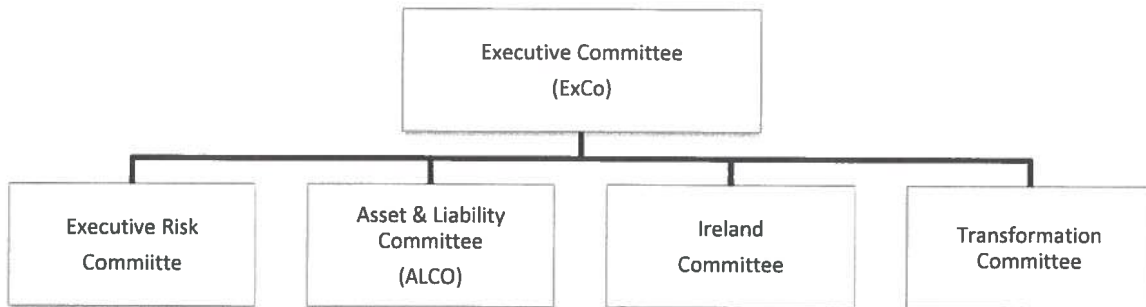 Executive Committee
(ExCo)
Executive Risk
Commiitte
Asset & Liability
Committee
(ALCO)
Ireland
Committee
Transformation
Committee